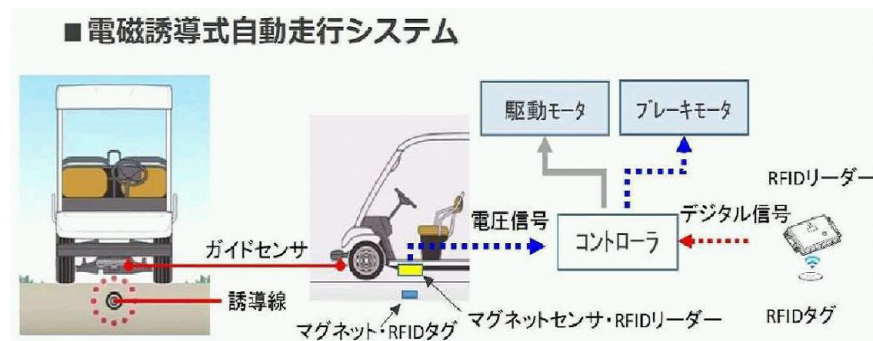 ■電磁誘導式自動走行システム
駆動モータ
ブレーキモータ
RFIDリーダー
電圧信号
デジタル信号
ガイドセンサ
コントローラ
誘導線
マグネット・RFIDタグ
マグネットセンサ・RFIDリーダー
RFIDタグ